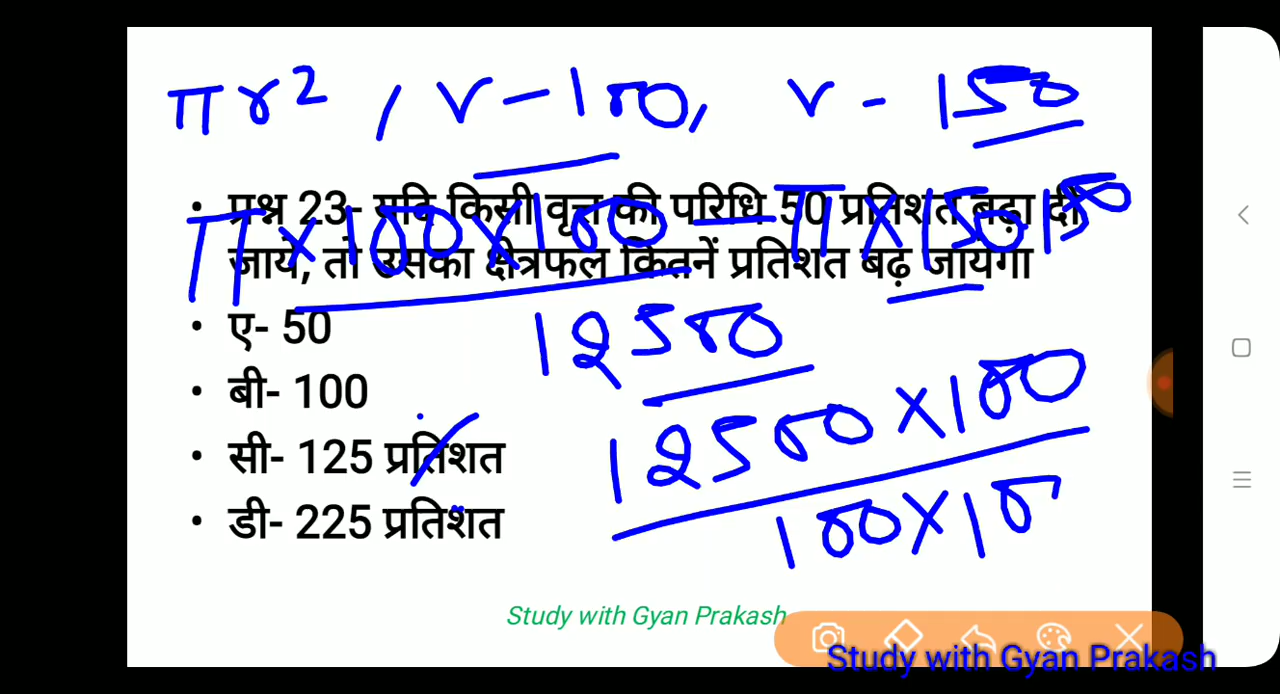 πr², r-100, r - 150
• प्रश्न 23- यदि किसी वृत्त की परिधि 50 प्रतिशत बढ़ा दी
π×100×100 - π×150 150
जाये, तो उसका क्षेत्रफल कितनें प्रतिशत बढ़ जायेगा
• ए- 50
12500
• बी- 100
12500×100
• सी- 125 प्रतिशत
100×10
• डी- 225 प्रतिशत
Study with Gyan Prakash
Study with Gyan Prakash